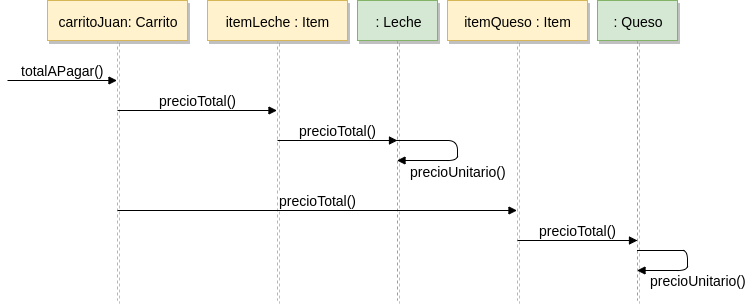 carritoJuan: Carrito
itemLeche : Item
: Leche
itemQueso : Item
: Queso
totalAPagar()
precioTotal()
precioTotal()
precioUnitario()
precioTotal()
precioTotal()
precioUnitario()